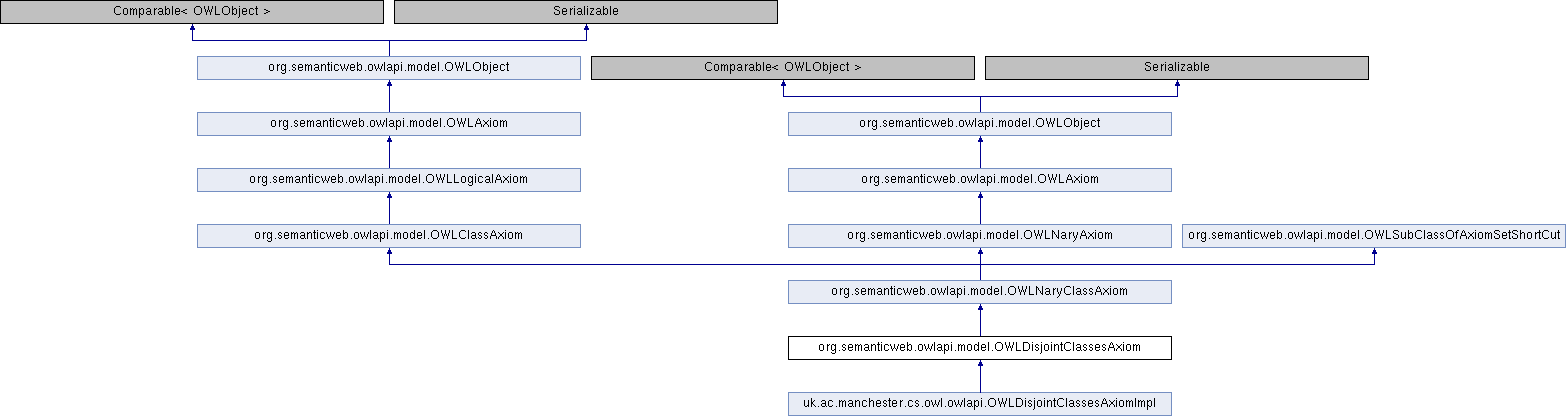 Comparable< OWLObject >
Serializable
org.semanticweb.owlapi.model.OWLObject
Comparable< OWLObject >
Serializable
org.semanticweb.owlapi.model.OWLAxiom
org.semanticweb.owlapi.model.OWLObject
org.semanticweb.owlapi.model.OWLLogicalAxiom
org.semanticweb.owlapi.model.OWLAxiom
org.semanticweb.owlapi.model.OWLClassAxiom
org.semanticweb.owlapi.model.OWLNaryAxiom
org.semanticweb.owlapi.model.OWLSubClassOfAxiomSetShortCut
org.semanticweb.owlapi.model.OWLNaryClassAxiom
org.semanticweb.owlapi.model.OWLDisjointClassesAxiom
uk.ac.manchester.cs.owl.owlapi.OWLDisjointClassesAxiomImpl